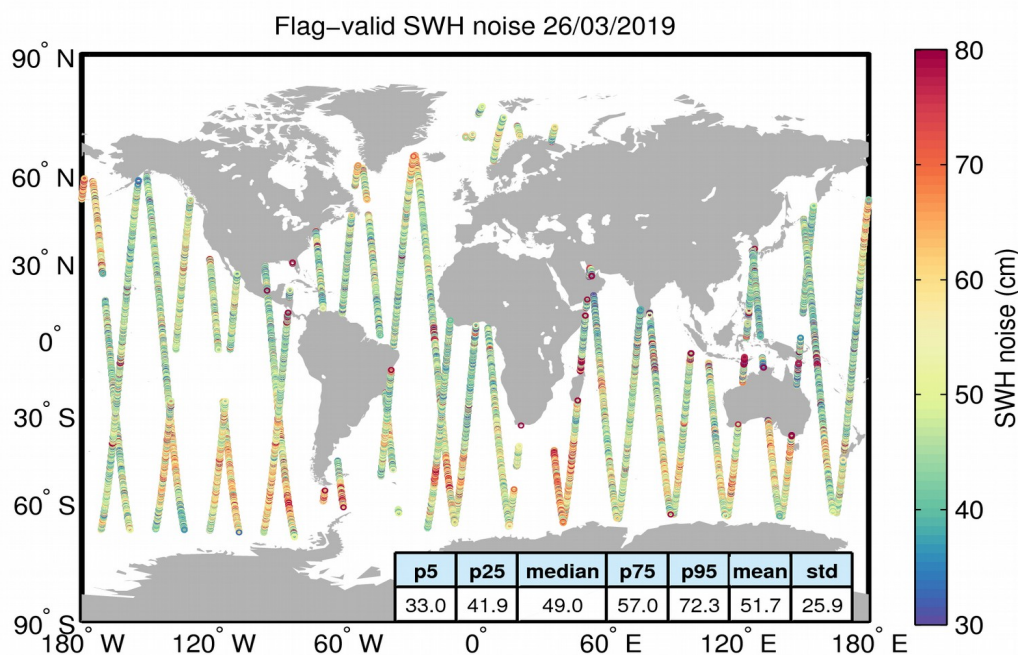 Flag−valid SWH noise 26/03/2019
90° N
60° N
30° N
0°
30° S
60° S
90° S
180° W
120° W
60° W
0°
60° E
120° E
180° E
80
70
60
50
40
30
SWH noise (cm)
p5 p25 median p75 p95 mean std
33.0 41.9 49.0 57.0 72.3 51.7 25.9